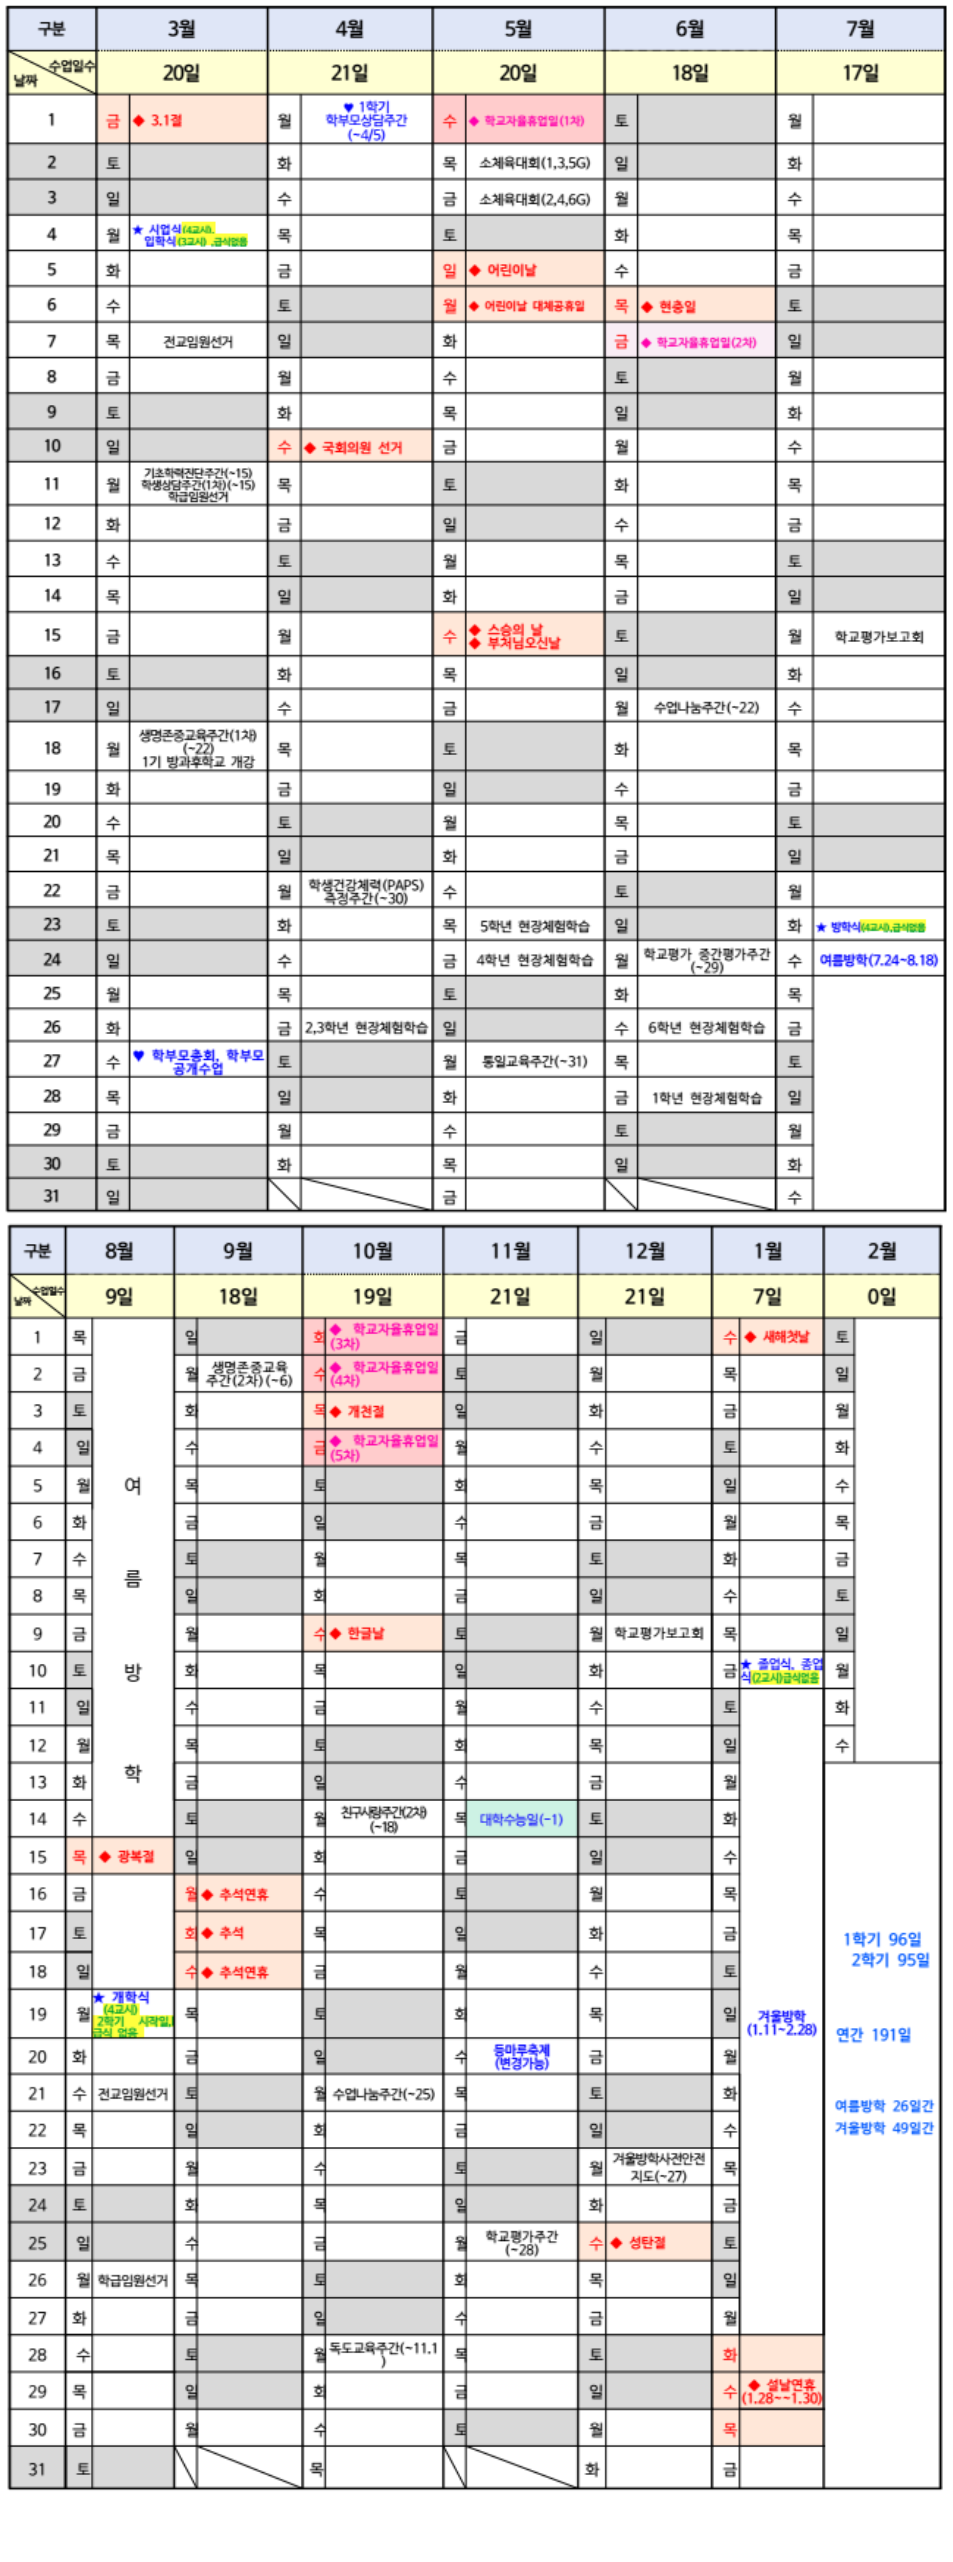 구분 3월 4월 5월 6월 7월
수업일수
날짜 20일 21일 20일 18일 17일
1 금 ◆ 3.1절 월 ♥ 1학기 학부모상담주간 (~4/5) 수 ◆ 학교자율휴업일(1차) 토 월
2 토 화 목 소체육대회(1,3,5G) 일 화
3 일 수 금 소체육대회(2,4,6G) 월 수
4 월 ★ 시업식(4교시), 입학식(3교시) ,급식없음 목 토 화 목
5 화 금 일 ◆ 어린이날 수 금
6 수 토 월 ◆ 어린이날 대체공휴일 목 ◆ 현충일 토
7 목 전교임원선거 일 화 금 ◆ 학교자율휴업일(2차) 일
8 금 월 수 토 월
9 토 화 목 일 화
10 일 수 ◆ 국회의원 선거 금 월 수
11 월 기초학력진단주간(~15) 학생상담주간(1차)(~15) 학급임원선거 목 토 화 목
12 화 금 일 수 금
13 수 토 월 목 토
14 목 일 화 금 일
15 금 월 수 ◆ 스승의 날 ◆ 부처님오신날 토 월 학교평가보고회
16 토 화 목 일 화
17 일 수 금 월 수업나눔주간(~22) 수
18 월 생명존중교육주간(1차) (~22) 1기 방과후학교 개강 목 토 화 목
19 화 금 일 수 금
20 수 토 월 목 토
21 목 일 화 금 일
22 금 월 학생건강체력(PAPS) 측정주간(~30) 수 토 월
23 토 화 목 5학년 현장체험학습 일 화 ★ 방학식(4교시),급식없음
24 일 수 금 4학년 현장체험학습 월 학교평가 중간평가주간 (~29) 수 여름방학(7.24~8.18)
25 월 목 토 화 목
26 화 금 2,3학년 현장체험학습 일 수 6학년 현장체험학습 금
27 수 ♥ 학부모총회, 학부모 공개수업 토 월 통일교육주간(~31) 목 토
28 목 일 화 금 1학년 현장체험학습 일
29 금 월 수 토 월
30 토 화 목 일 화
31 일 금 수
구분 8월 9월 10월 11월 12월 1월 2월
수업일수
날짜 9일 18일 19일 21일 21일 7일 0일
1 목 일 화 ◆ 학교자율휴업일 (3차) 금 일 수 ◆ 새해첫날 토
2 금 월 생명존중교육 주간(2차)(~6) 수 ◆ 학교자율휴업일 (4차) 토 월 목 일
3 토 화 목 ◆ 개천절 일 화 금 월
4 일 수 금 ◆ 학교자율휴업일 (5차) 월 수 토 화
5 월 여 목 토 화 목 일 수
6 화 금 일 수 금 월 목
7 수 름 토 월 목 토 화 금
8 목 일 화 금 일 수 토
9 금 월 수 ◆ 한글날 토 월 학교평가보고회 목 일
10 토 방 화 목 일 화 금 ★ 졸업식, 종업식(2교시)급식없음 월
11 일 수 금 월 수 토 화
12 월 학 목 토 화 목 일 수
13 화 금 일 수 금 월
14 수 토 월 친구사랑주간(2차) (~18) 목 대학수능일(-1) 토 화
15 목 ◆ 광복절 일 화 금 일 수
16 금 월 ◆ 추석연휴 수 토 월 목
17 토 화 ◆ 추석 목 일 화 금
18 일 수 ◆ 추석연휴 금 월 수 토
1학기 96일
2학기 95일
19 월 ★ 개학식 (4교시) 2학기 시작일, 급식 없음 목 토 화 목 일 겨울방학 (1.11~2.28)
연간 191일
20 화 금 일 수 등마루축제 (변경가능) 금 월
21 수 전교임원선거 토 월 수업나눔주간(~25) 목 토 화
여름방학 26일간
겨울방학 49일간
22 목 일 화 금 일 수
23 금 월 수 토 월 겨울방학사전안전 지도(~27) 목
24 토 화 목 일 화 금
25 일 수 금 월 학교평가주간 (~28) 수 ◆ 성탄절 토
26 월 학급임원선거 목 토 화 목 일
27 화 금 일 수 금 월
28 수 토 월 독도교육주간(~11.1) 목 토 화
29 목 일 화 금 일 수 ◆ 설날연휴 (1.28~~1.30)
30 금 월 수 토 월 목
31 토 목 화 금